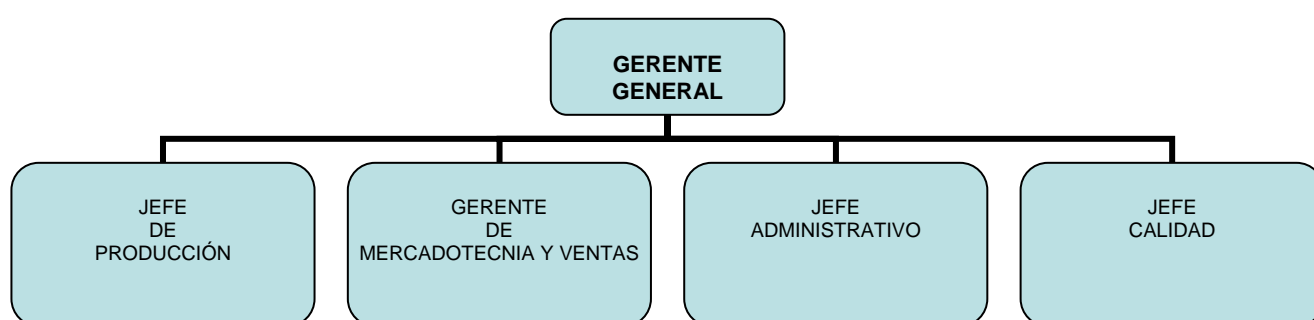 GERENTE
GENERAL
JEFE
DE
PRODUCCIÓN
GERENTE
DE
MERCADOTECNIA Y VENTAS
JEFE
ADMINISTRATIVO
JEFE
CALIDAD